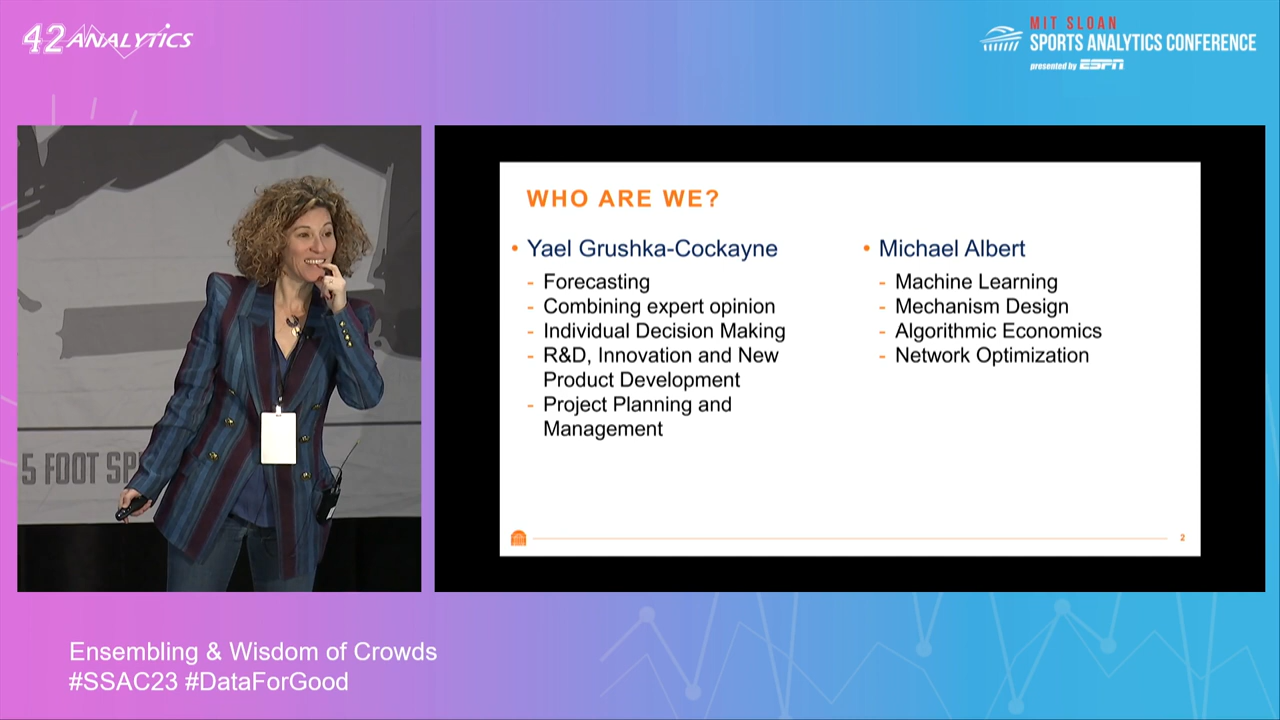 42 ANALYTICS
MIT SLOAN
SPORTS ANALYTICS CONFERENCE
presented by ESPN
5 FOOT SP
WHO ARE WE?
• Yael Grushka-Cockayne
- Forecasting
- Combining expert opinion
- Individual Decision Making
- R&D, Innovation and New
Product Development
- Project Planning and
Management
• Michael Albert
- Machine Learning
- Mechanism Design
- Algorithmic Economics
- Network Optimization
2
Ensembling & Wisdom of Crowds
#SSAC23 #DataForGood